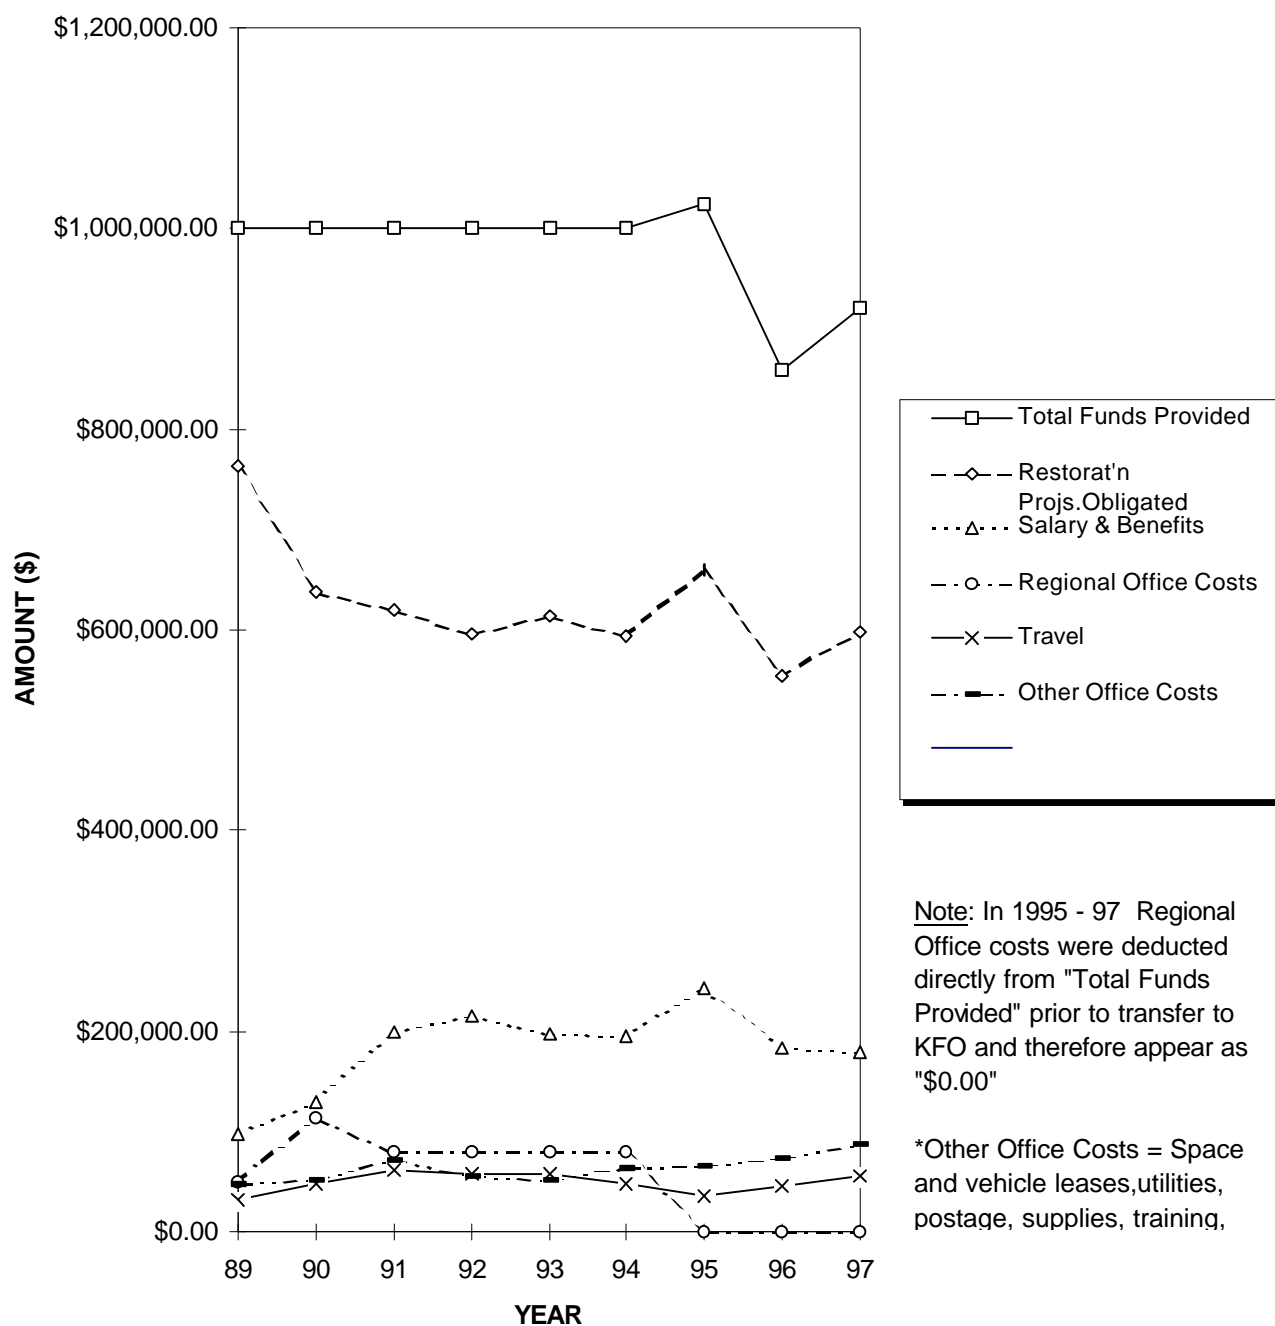 $1,200,000.00
$1,000,000.00
$800,000.00
$600,000.00
$400,000.00
$200,000.00
$0.00
AMOUNT ($)
89 90 91 92 93 94 95 96 97
YEAR
Total Funds Provided
Restorat'n
Projs.Obligated
Salary & Benefits
Regional Office Costs
Travel
Other Office Costs
Note: In 1995 - 97 Regional
Office costs were deducted
directly from "Total Funds
Provided" prior to transfer to
KFO and therefore appear as
"$0.00"
*Other Office Costs = Space
and vehicle leases,utilities,
postage, supplies, training,